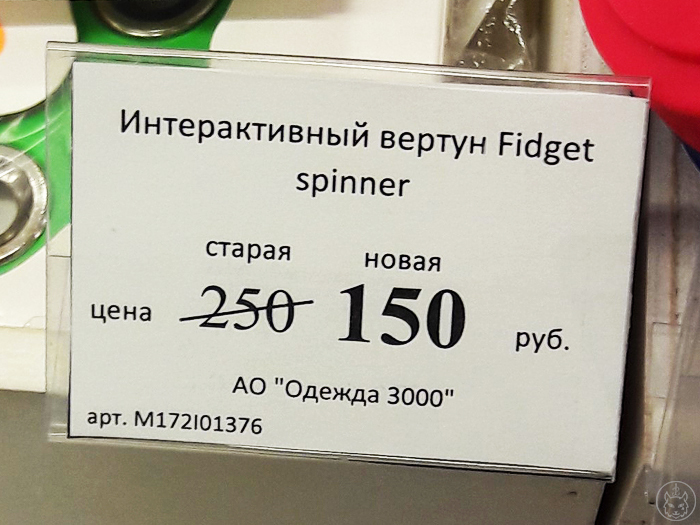 Интерактивный вертун Fidget
spinner
старая новая
цена 250 150 руб.
АО "Одежда 3000"
арт. M172I01376